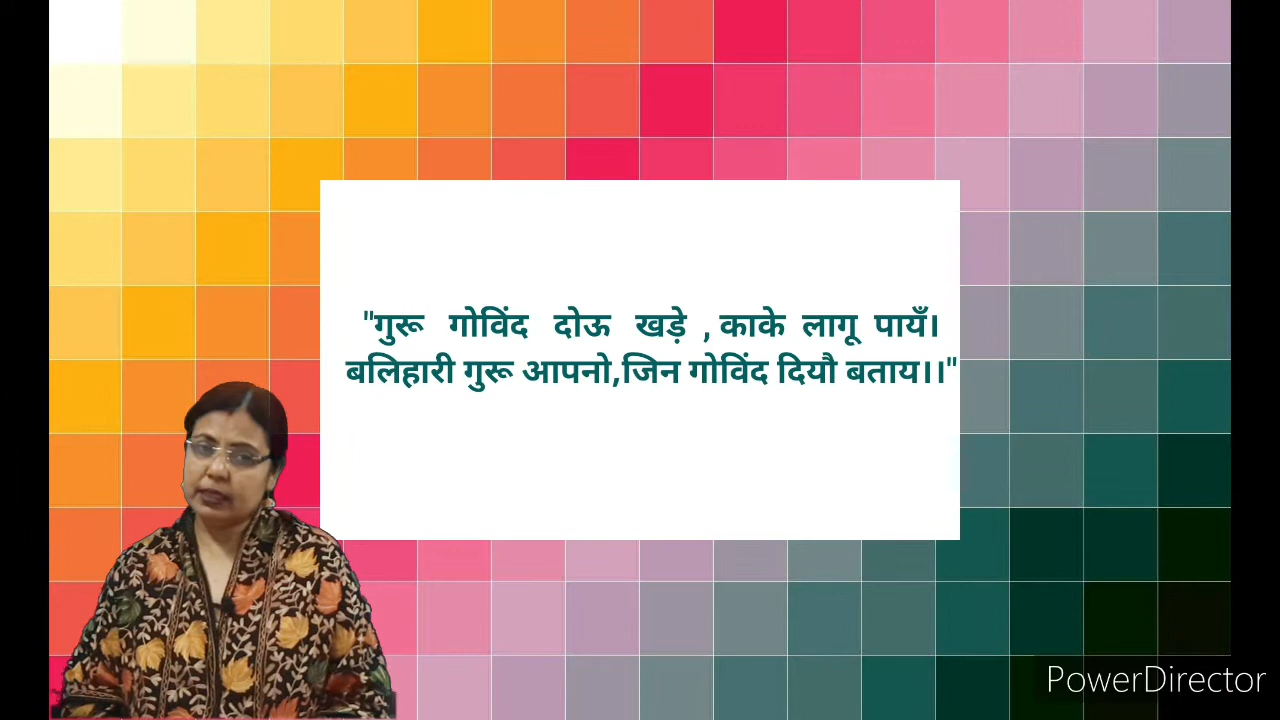 "गुरू गोविंद दोऊ खड़े , काके लागू पायँ।
बलिहारी गुरू आपनो,जिन गोविंद दियौ बताय।।"
PowerDirector